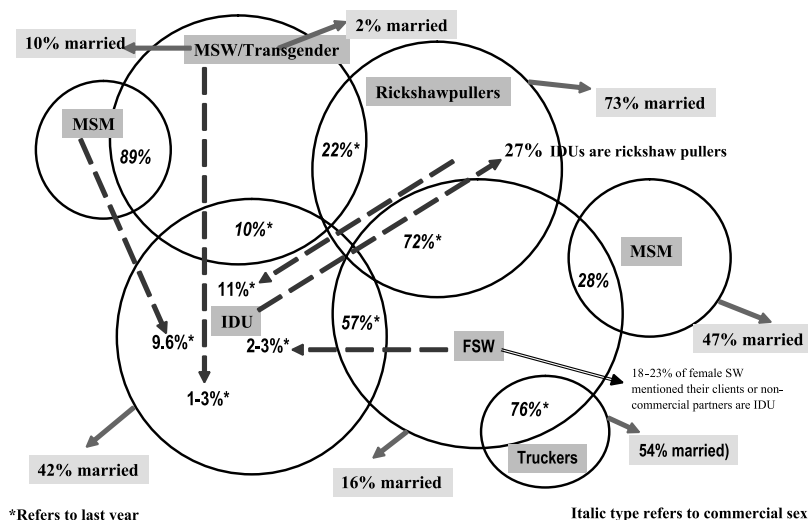 2% married
10% married
MSW/Transgender
Rickshawpullers
73% married
MSM
89%
22%*
27% IDUs are rickshaw pullers
10%*
72%*
MSM
28%
11%*
IDU
57%*
9.6%*
2-3%*
FSW
47% married
18-23% of female SW
mentioned their clients or non-
commercial partners are IDU
1-3%*
76%*
54% married)
Truckers
42% married
16% married
*Refers to last year
Italic type refers to commercial sex